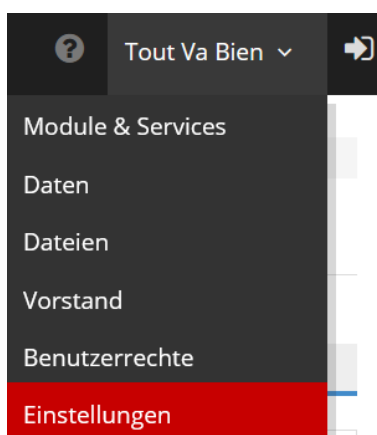 Tout Va Bien
Module & Services
Daten
Dateien
Vorstand
Benutzerrechte
Einstellungen